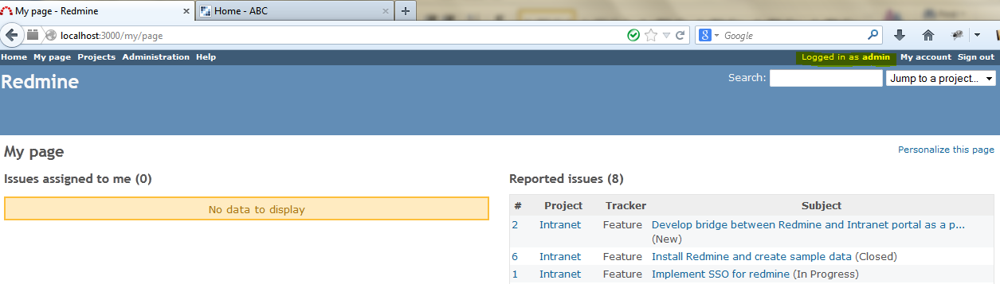 My page - Redmine
Home - ABC
localhost:3000/my/page
Google
Home My page Projects Administration Help
Logged in as admin My account Sign out
Redmine
Search:
Jump to a project...
My page
Personalize this page
Issues assigned to me (0)
No data to display
Reported issues (8)
# Project Tracker Subject
2 Intranet Feature Develop bridge between Redmine and Intranet portal as a p...
(New)
6 Intranet Feature Install Redmine and create sample data (Closed)
1 Intranet Feature Implement SSO for redmine (In Progress)